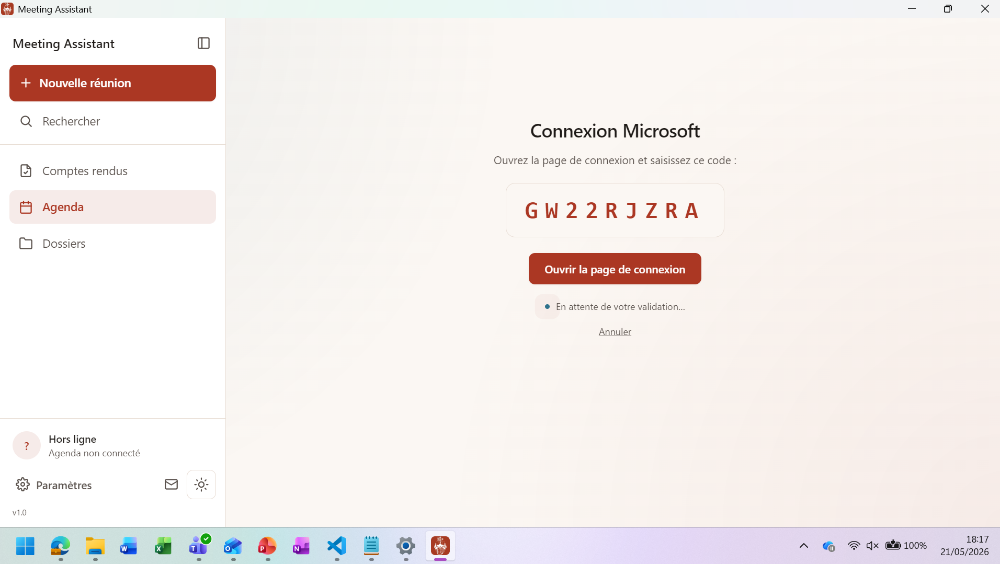 Meeting Assistant
Meeting Assistant
Nouvelle réunion
Rechercher
Comptes rendus
Agenda
Dossiers
Connexion Microsoft
Ouvrez la page de connexion et saisissez ce code :
GW22RJZRA
Ouvrir la page de connexion
En attente de votre validation...
Annuler
?
Hors ligne
Agenda non connecté
Paramètres
v1.0
100%
18:17
21/05/2026